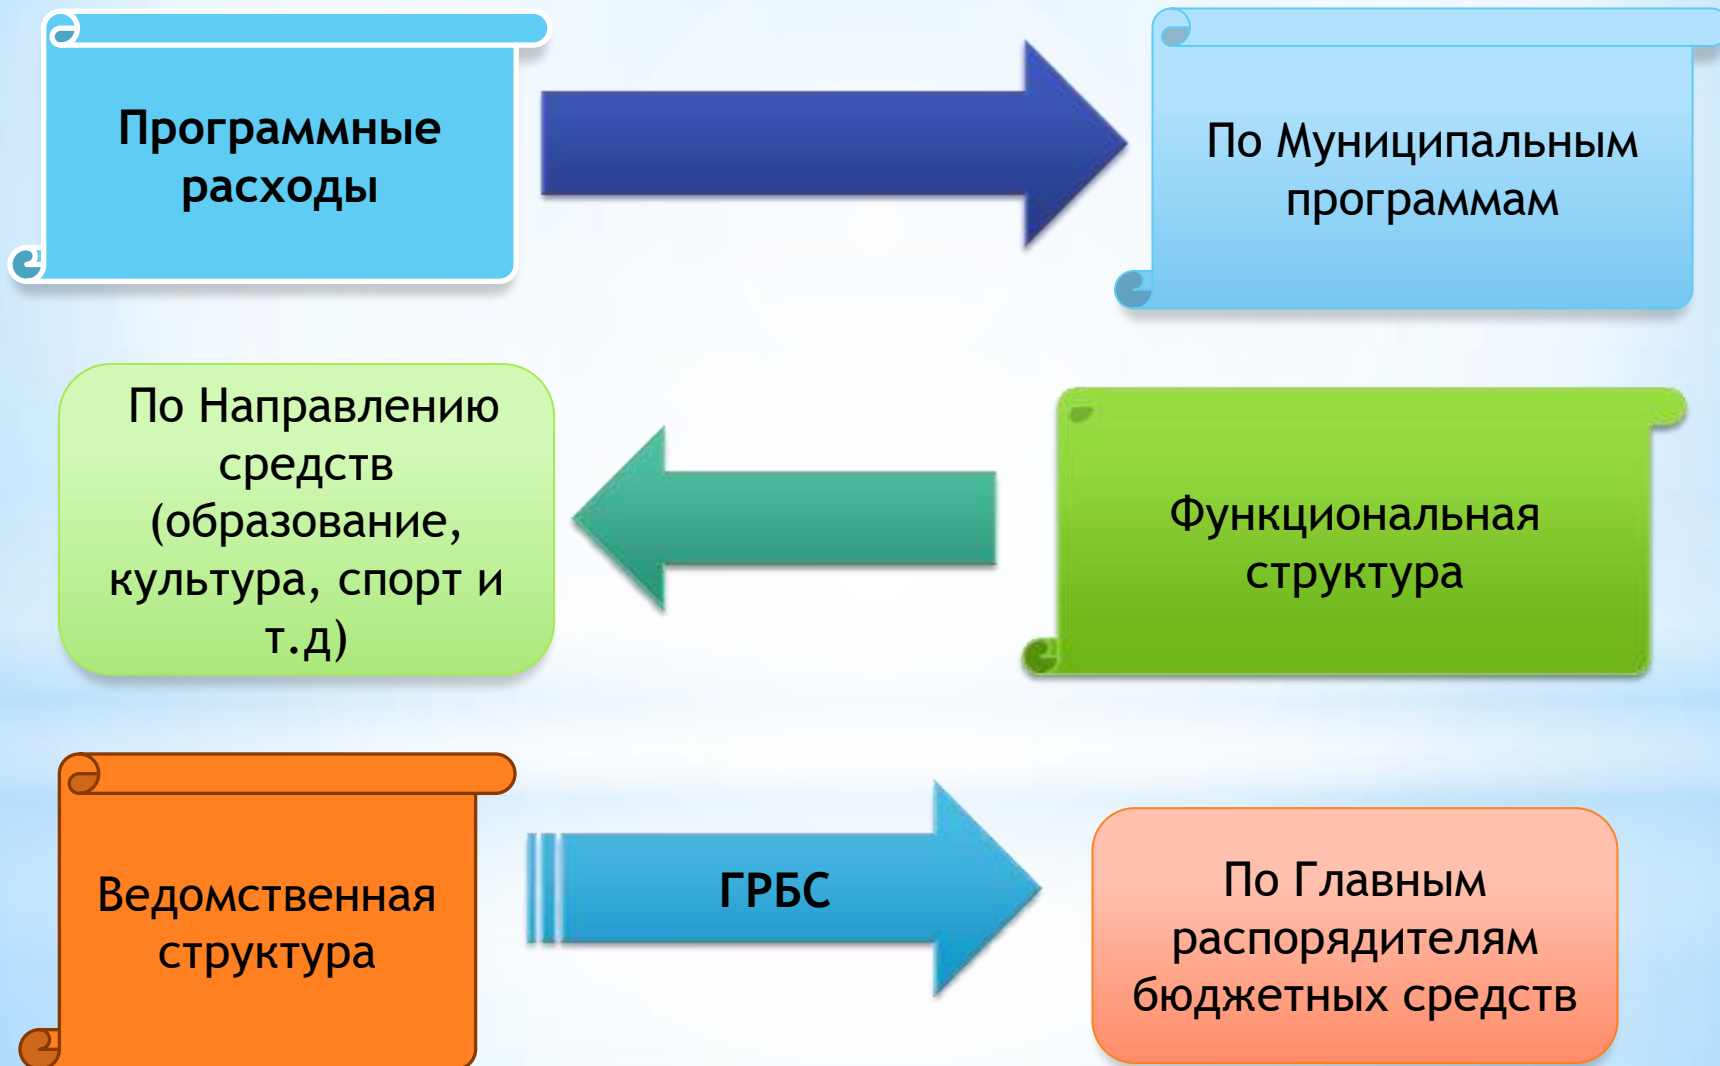 Программные
расходы
По Муниципальным
программам
По Направлению
средств
(образование,
культура, спорт и
т.д)
Функциональная
структура
Ведомственная
структура
ГРБС
По Главным
распорядителям
бюджетных средств